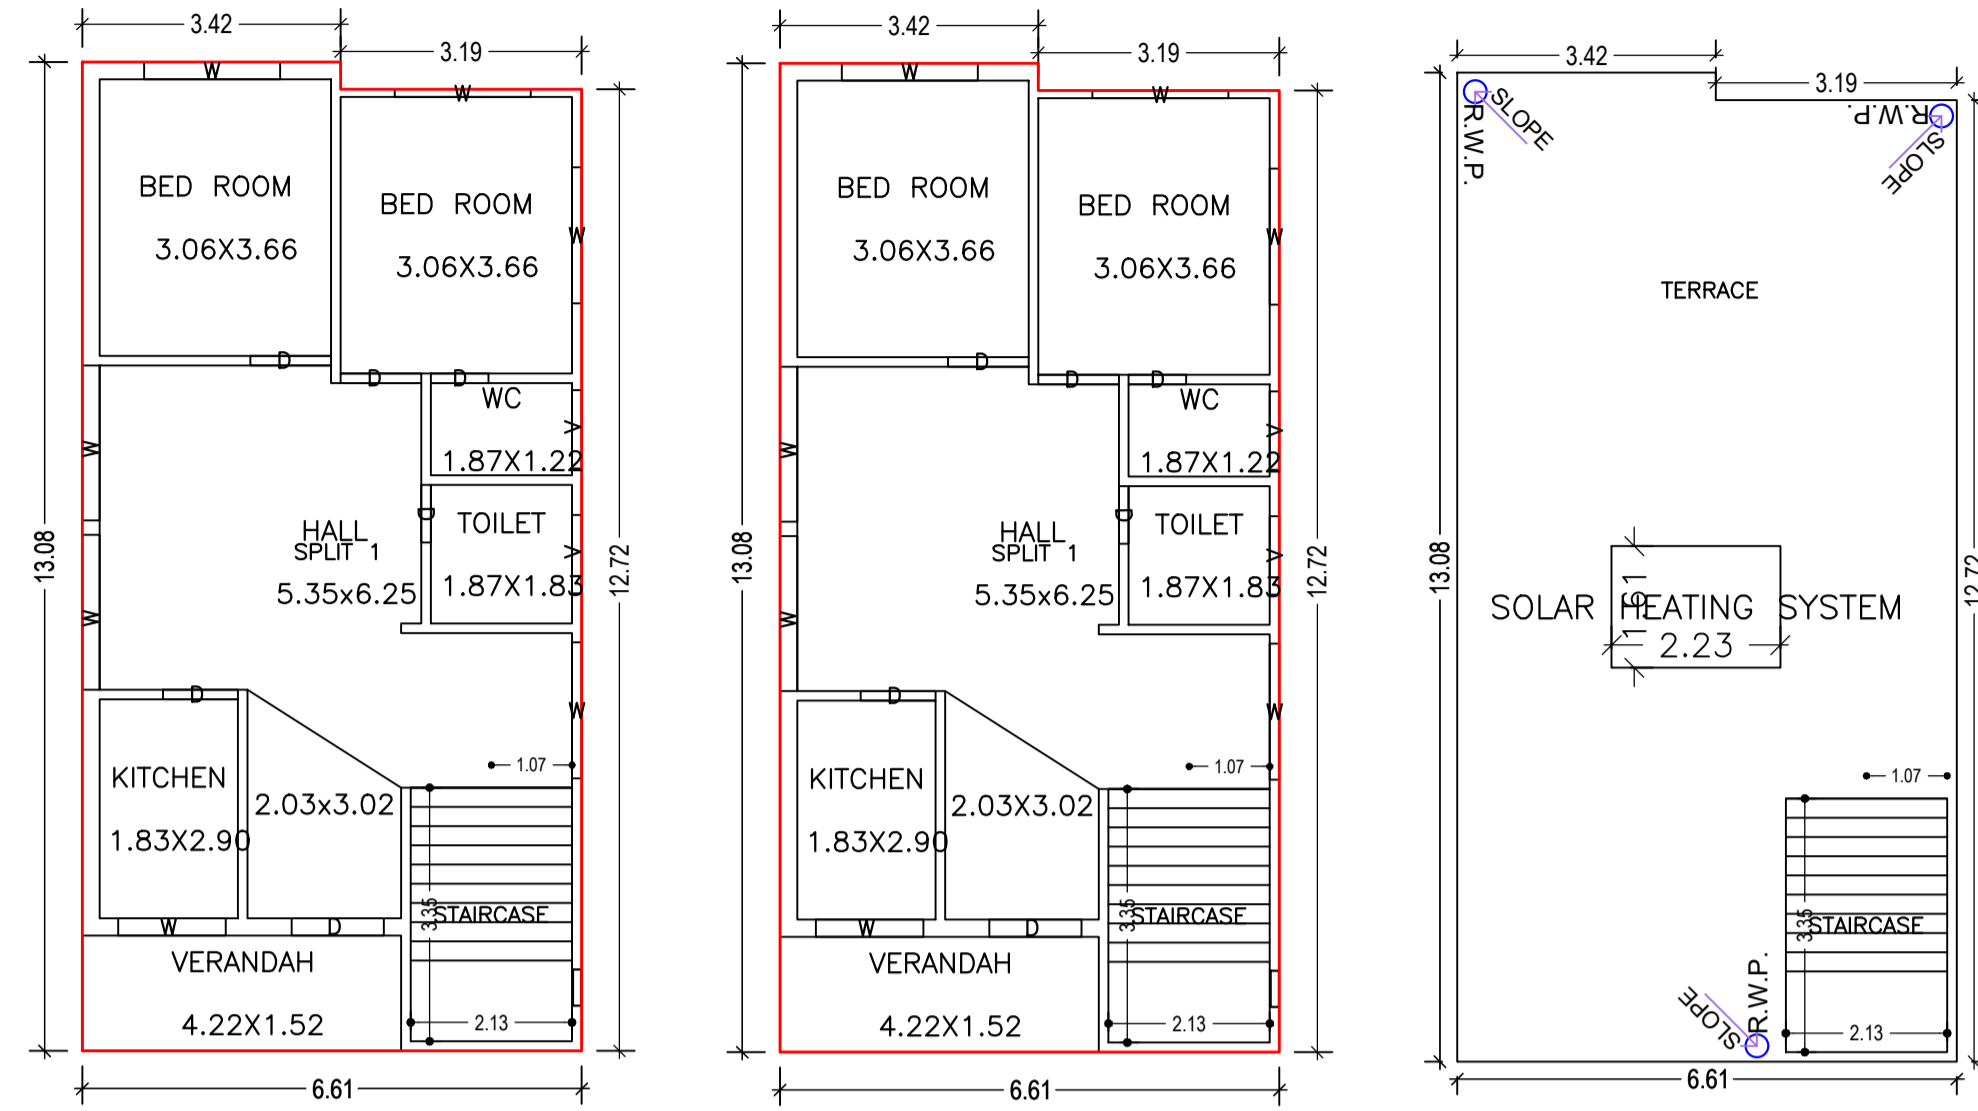 3.42
3.19
W
W
BED ROOM
3.06X3.66
BED ROOM
3.06X3.66
W
D
D
D
WC
1.87X1.22
V
W
13.08
HALL
SPLIT 1
5.35x6.25
D
TOILET
1.87X1.83
V
12.72
W
W
D
KITCHEN
1.83X2.90
2.03x3.02
1.07
3.35
STAIRCASE
W
D
VERANDAH
4.22X1.52
2.13
6.61
3.42
3.19
W
W
BED ROOM
3.06X3.66
BED ROOM
3.06X3.66
W
D
D
D
WC
1.87X1.22
V
W
13.08
HALL
SPLIT 1
5.35x6.25
D
TOILET
1.87X1.83
V
12.72
W
W
D
KITCHEN
1.83X2.90
2.03X3.02
1.07
3.35
STAIRCASE
W
D
VERANDAH
4.22X1.52
2.13
6.61
3.42
3.19
SLOPE
R.W.P.
R.W.P.
SLOPE
TERRACE
13.08
12.72
1.61
SOLAR HEATING SYSTEM
2.23
1.07
3.35
STAIRCASE
R.W.P.
SLOPE
2.13
6.61